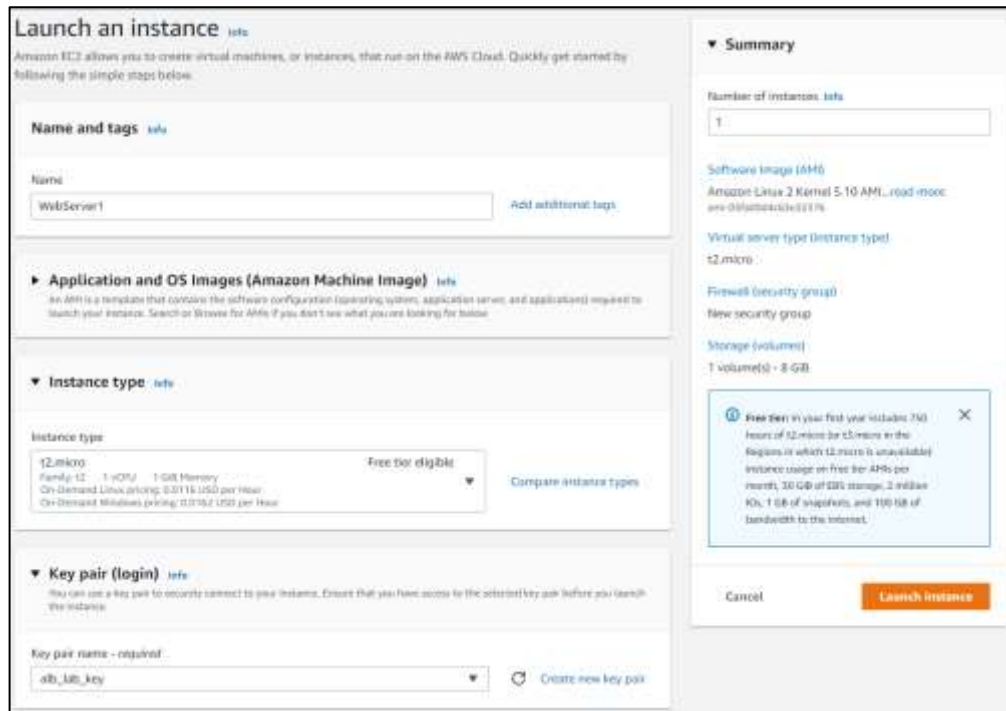 Launch an instance Info
Amazon EC2 allows you to create virtual machines, or instances, that run on the AWS Cloud. Quickly get started by
following the simple steps below.
Name and tags Info
Name
WebServer1
Add additional tags
Application and OS Images (Amazon Machine Image) Info
An AMI is a template that contains the software configuration (operating system, application server, and applications) required to
launch your instance. Search or Browse for AMIs if you don't see what you are looking for below
Instance type Info
Instance type
t2.micro
Free tier eligible
Family: t2 1 vCPU 1 GiB Memory
On-Demand Linux pricing: 0.0116 USD per Hour
On-Demand Windows pricing: 0.0162 USD per Hour
Compare instance types
Key pair (login) Info
You can use a key pair to securely connect to your instance. Ensure that you have access to the selected key pair before you launch
the instance.
Key pair name - required
alb_lab_key
Create new key pair
Summary
Number of instances Info
1
Software Image (AMI)
Amazon Linux 2 Kernel 5.10 AMI...read more
Virtual server type (instance type)
t2.micro
Firewall (security group)
New security group
Storage (volumes)
1 volume(s) - 8 GiB
Free tier: In your first year includes 750
hours of t2.micro (or t3.micro in the
Regions in which t2.micro is unavailable)
instance usage on free tier AMIs per
month, 30 GiB of EBS storage, 2 million
IOs, 1 GB of snapshots, and 100 GB of
bandwidth to the internet.
Cancel
Launch instance